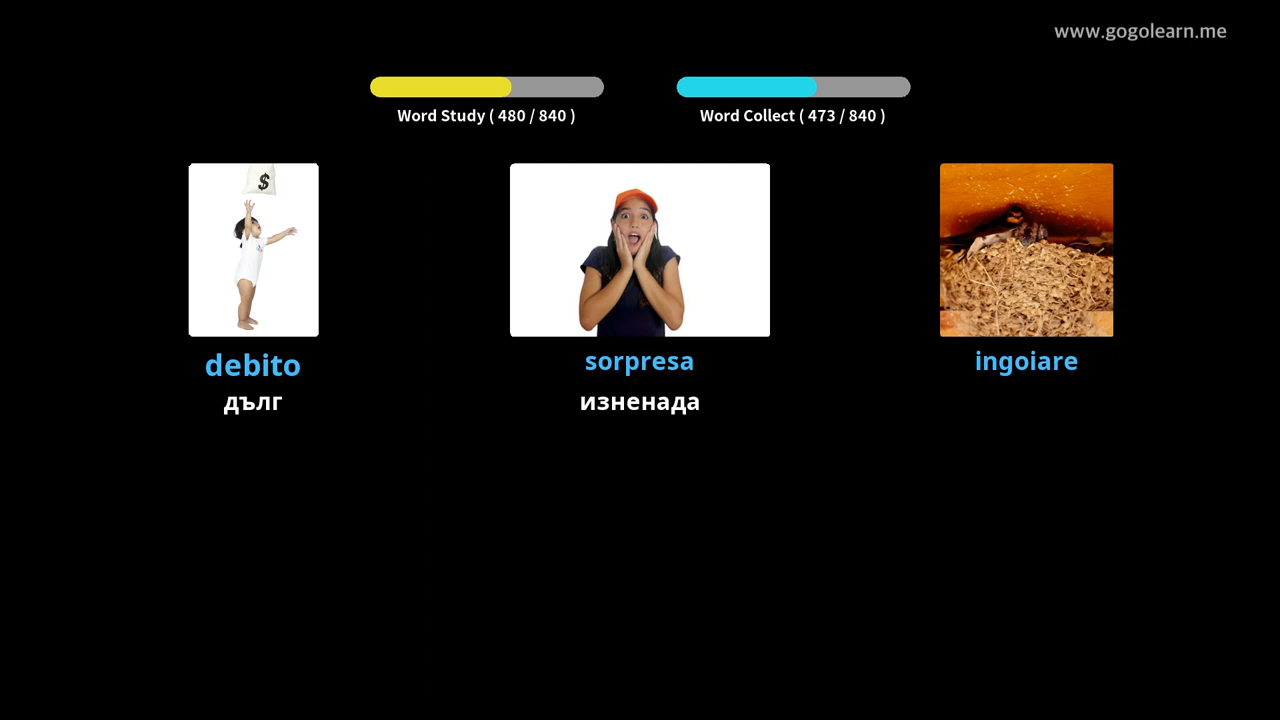 www.gogolearn.me
Word Study ( 480 / 840 )
Word Collect ( 473 / 840 )
$
debito
sorpresa
ingoiare
дълг
изненада